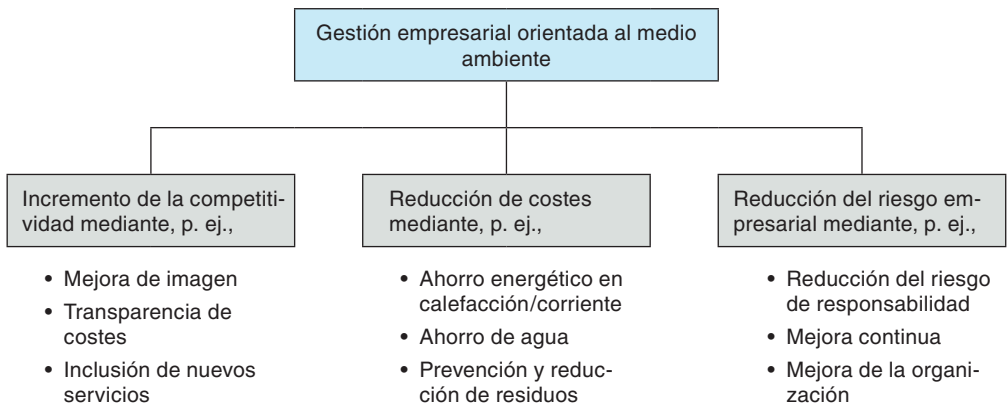 Gestión empresarial orientada al medio
ambiente
Incremento de la competiti-
vidad mediante, p. ej.,
• Mejora de imagen
• Transparencia de
costes
• Inclusión de nuevos
servicios
Reducción de costes
mediante, p. ej.,
• Ahorro energético en
calefacción/corriente
• Ahorro de agua
• Prevención y reduc-
ción de residuos
Reducción del riesgo em-
presarial mediante, p. ej.,
• Reducción del riesgo
de responsabilidad
• Mejora continua
• Mejora de la organi-
zación